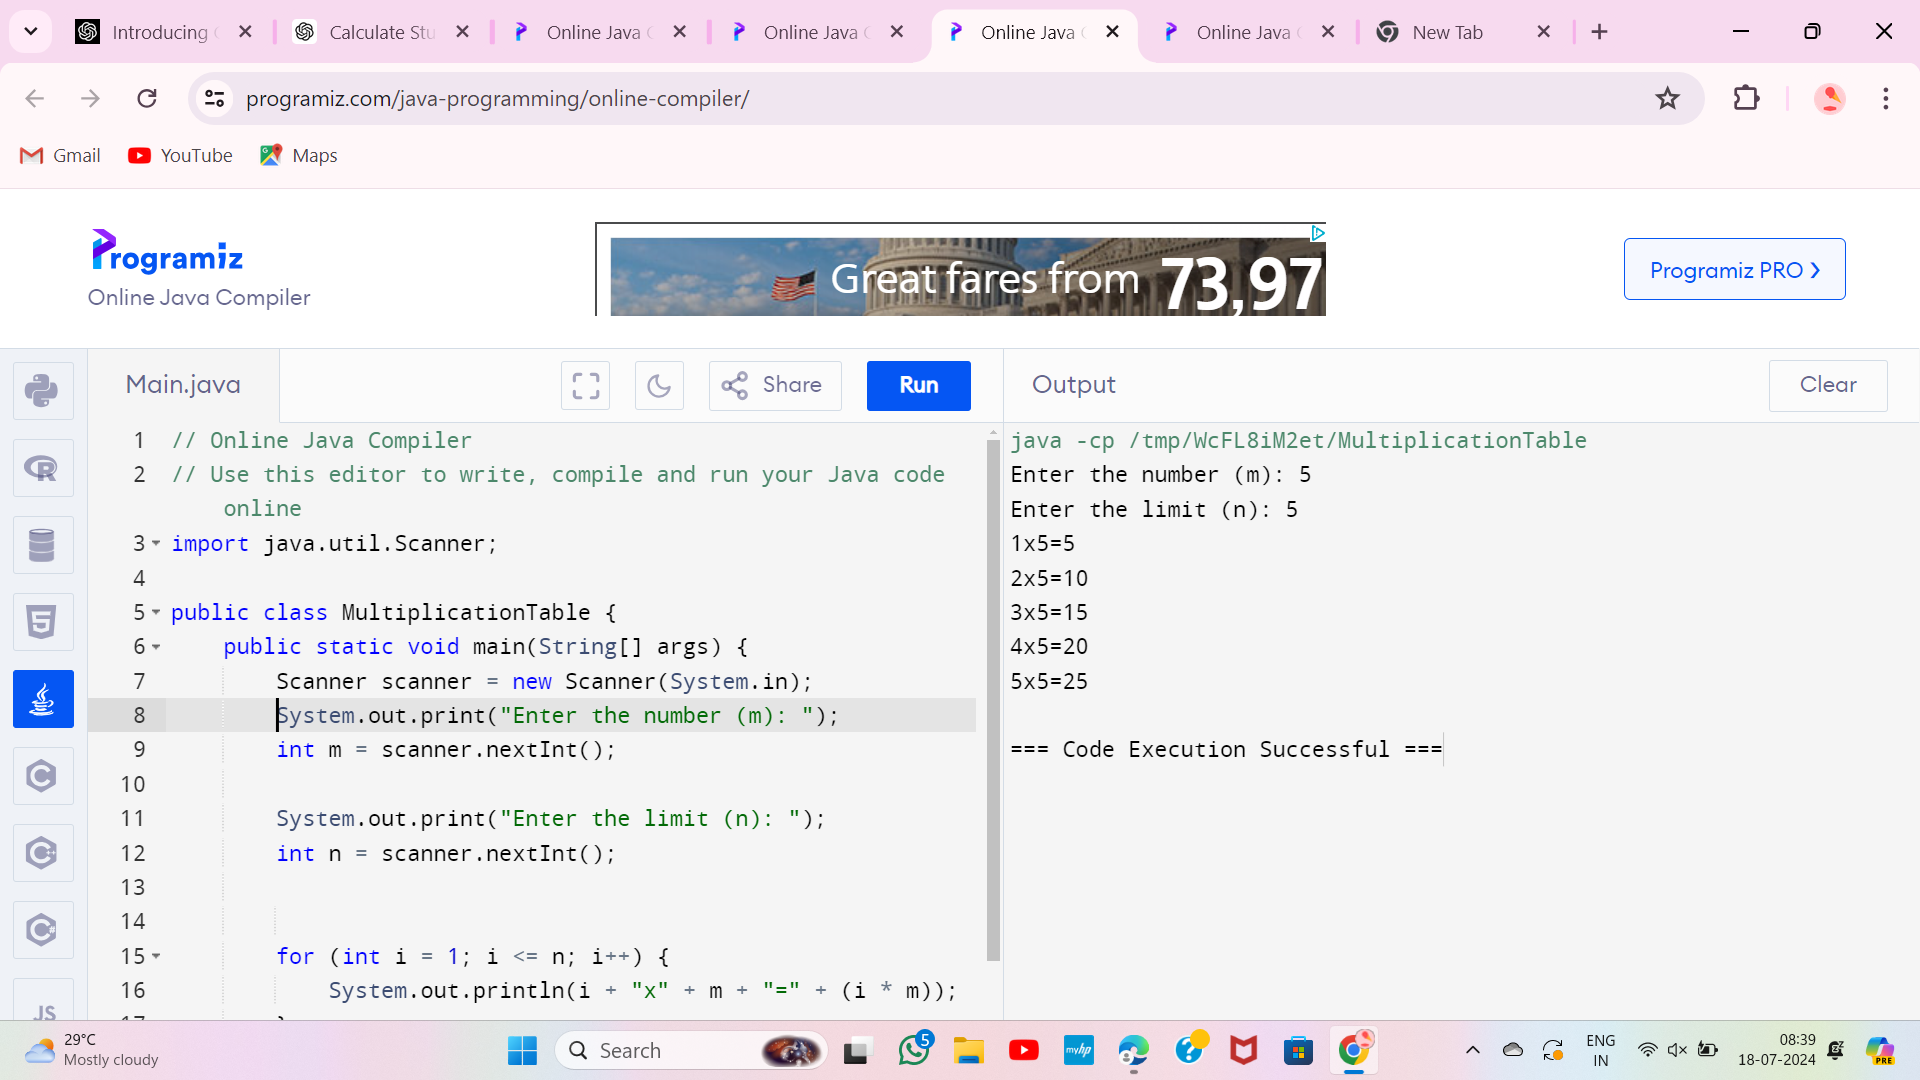 Introducing
Calculate Stu
Online Java
Online Java
Online Java
Online Java
New Tab
programiz.com/java-programming/online-compiler/
Gmail
YouTube
Maps
Programiz
Online Java Compiler
Great fares from 73,97
Programiz PRO
Main.java
Share
Run
Output
Clear
1 // Online Java Compiler
2 // Use this editor to write, compile and run your Java code
online
3 import java.util.Scanner;
4
5 public class MultiplicationTable {
6 public static void main(String[] args) {
7 Scanner scanner = new Scanner(System.in);
8 System.out.print("Enter the number (m): ");
9 int m = scanner.nextInt();
10
11 System.out.print("Enter the limit (n): ");
12 int n = scanner.nextInt();
13
14
15 for (int i = 1; i <= n; i++) {
16 System.out.println(i + "x" + m + "=" + (i * m));
java -cp /tmp/WcFL8iM2et/MultiplicationTable
Enter the number (m): 5
Enter the limit (n): 5
1x5=5
2x5=10
3x5=15
4x5=20
5x5=25
=== Code Execution Successful ===
R
5
C
C++
C#
JS
29°C
Mostly cloudy
Search
5
myhp
?
ENG
IN
08:39
18-07-2024
PRE